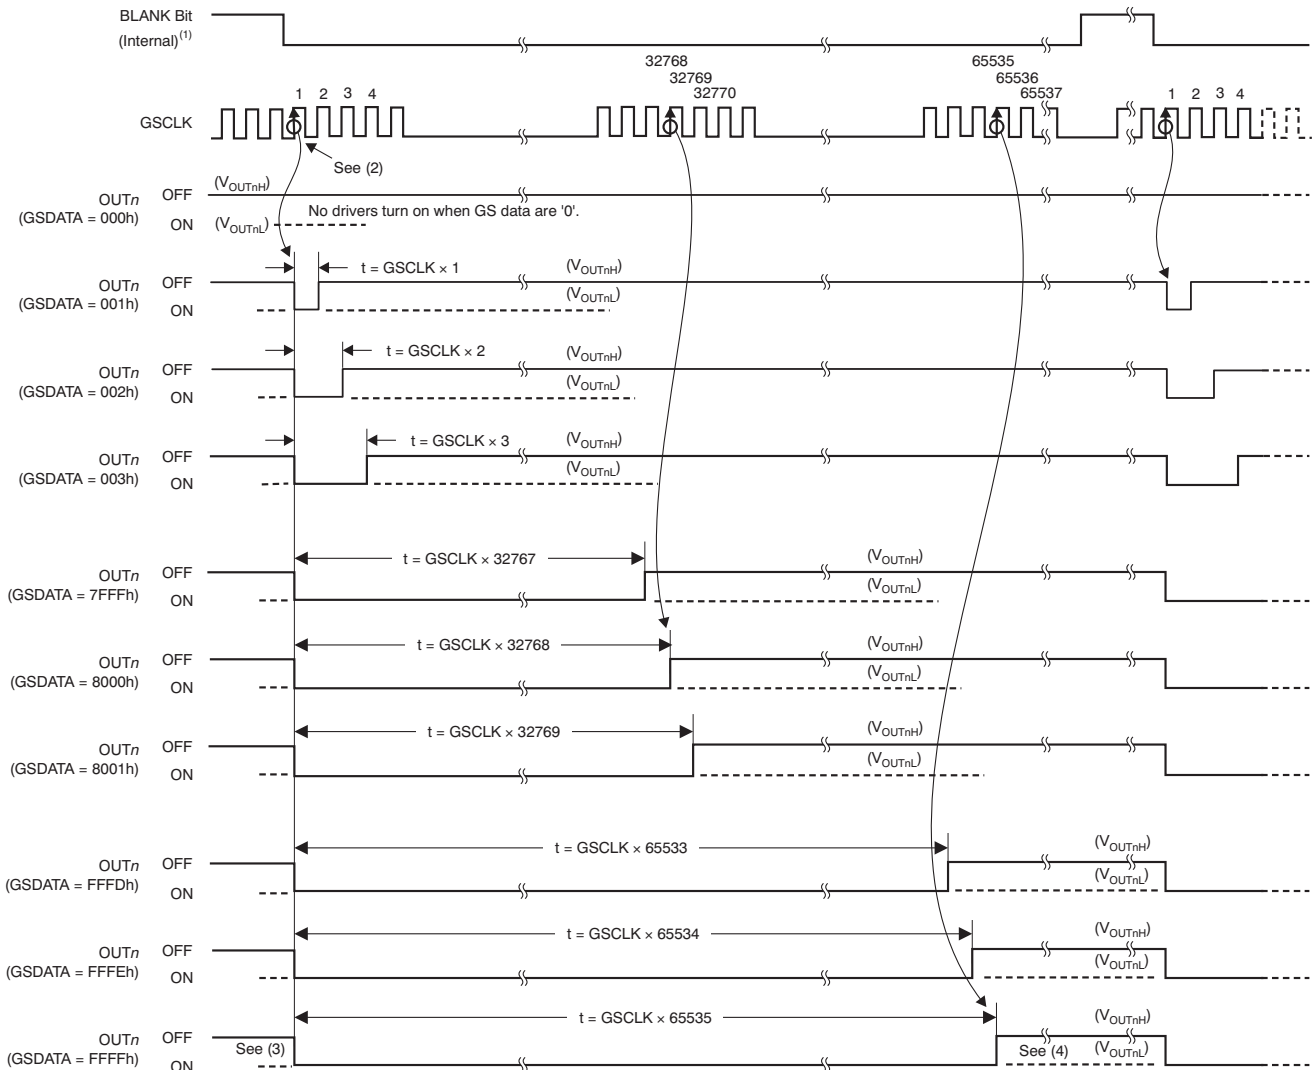 BLANK Bit
(Internal)(1)
32768
32769
32770
65535
65536
65537
GSCLK
1 2 3 4
1 2 3 4
See (2)
OUTn
(GSDATA = 000h)
OFF
ON
(VOUTnH)
(VOUTnL)
No drivers turn on when GS data are '0'.
OUTn
(GSDATA = 001h)
OFF
ON
t = GSCLK × 1
(VOUTnH)
(VOUTnL)
OUTn
(GSDATA = 002h)
OFF
ON
t = GSCLK × 2
(VOUTnH)
(VOUTnL)
OUTn
(GSDATA = 003h)
OFF
ON
t = GSCLK × 3
(VOUTnH)
(VOUTnL)
OUTn
(GSDATA = 7FFFh)
OFF
ON
t = GSCLK × 32767
(VOUTnH)
(VOUTnL)
OUTn
(GSDATA = 8000h)
OFF
ON
t = GSCLK × 32768
(VOUTnH)
(VOUTnL)
OUTn
(GSDATA = 8001h)
OFF
ON
t = GSCLK × 32769
(VOUTnH)
(VOUTnL)
OUTn
(GSDATA = FFFDh)
OFF
ON
t = GSCLK × 65533
(VOUTnH)
(VOUTnL)
OUTn
(GSDATA = FFFEh)
OFF
ON
t = GSCLK × 65534
(VOUTnH)
(VOUTnL)
OUTn
(GSDATA = FFFFh)
OFF
ON
See (3)
t = GSCLK × 65535
See (4)
(VOUTnH)
(VOUTnL)